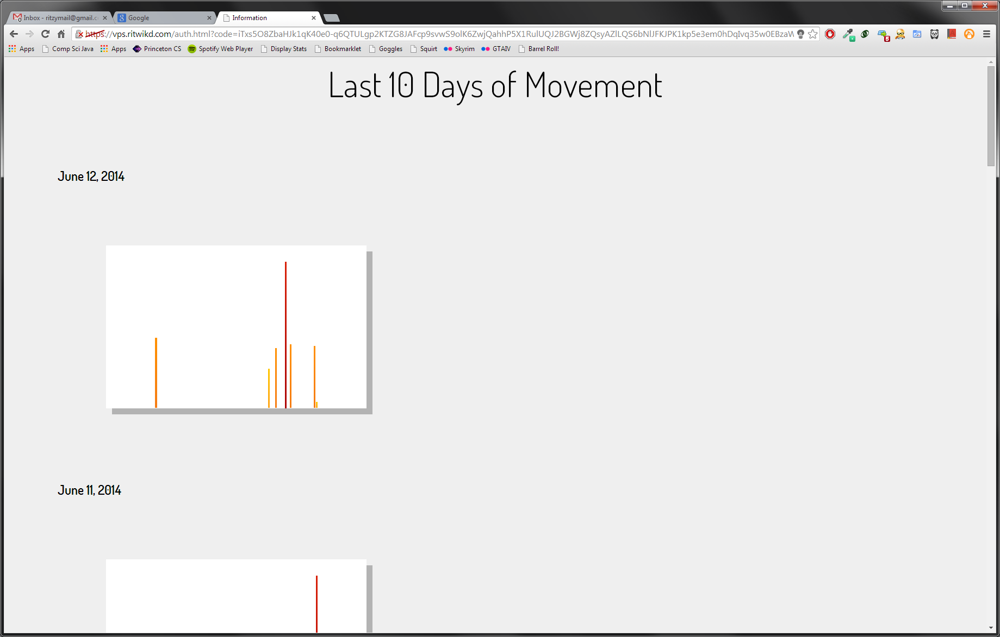 Inbox - ritzymail@gmail.c
Google
Information
https://vps.ritwikd.com/auth.html?code=iTxs5O8ZbaHJk1qK40e0-q6QTULgp2KTZG8JAFcp9svwS9olK6ZwjQahhP5X1RulUQJ2BGWj8ZQsyAZlLQS6bNlJFKJPK1kp5e3em0hDqIvq35w0EBzaW
Apps Comp Sci Java Apps Princeton CS Spotify Web Player Display Stats Bookmarklet Goggles Squirt Skyrim GTAIV Barrel Roll!
Last 10 Days of Movement
June 12, 2014
June 11, 2014